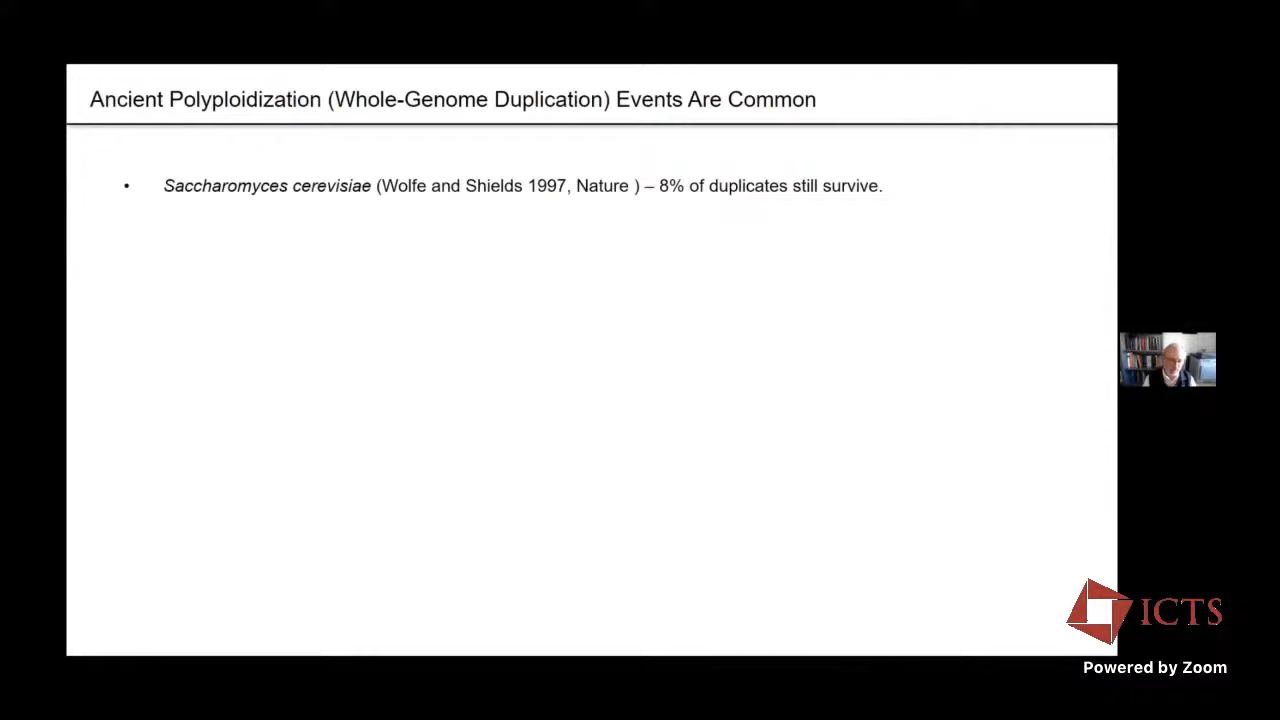 Ancient Polyploidization (Whole-Genome Duplication) Events Are Common
• Saccharomyces cerevisiae (Wolfe and Shields 1997, Nature ) – 8% of duplicates still survive.
ICTS
Powered by Zoom